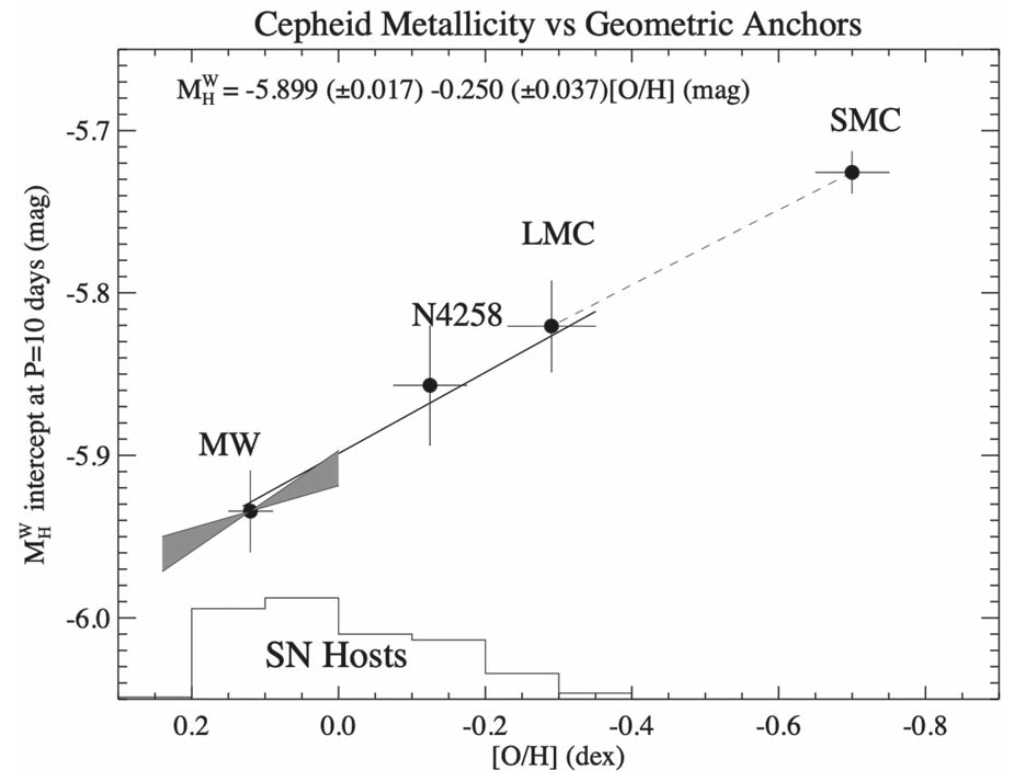 Cepheid Metallicity vs Geometric Anchors
M_H^W = -5.899 (±0.017) -0.250 (±0.037)[O/H] (mag)
SMC
LMC
N4258
MW
SN Hosts
M_H^W intercept at P=10 days (mag)
-5.7
-5.8
-5.9
-6.0
0.2 0.0 -0.2 -0.4 -0.6 -0.8
[O/H] (dex)